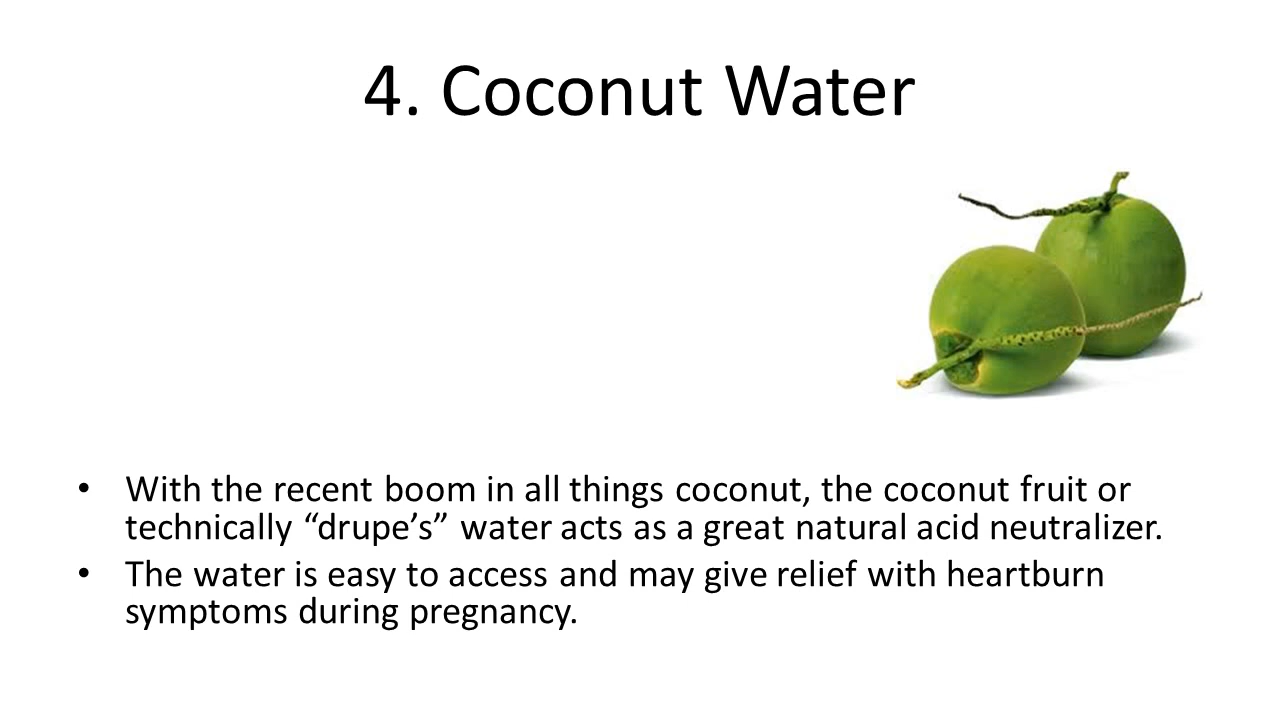 4. Coconut Water
• With the recent boom in all things coconut, the coconut fruit or
technically “drupe’s” water acts as a great natural acid neutralizer.
• The water is easy to access and may give relief with heartburn
symptoms during pregnancy.